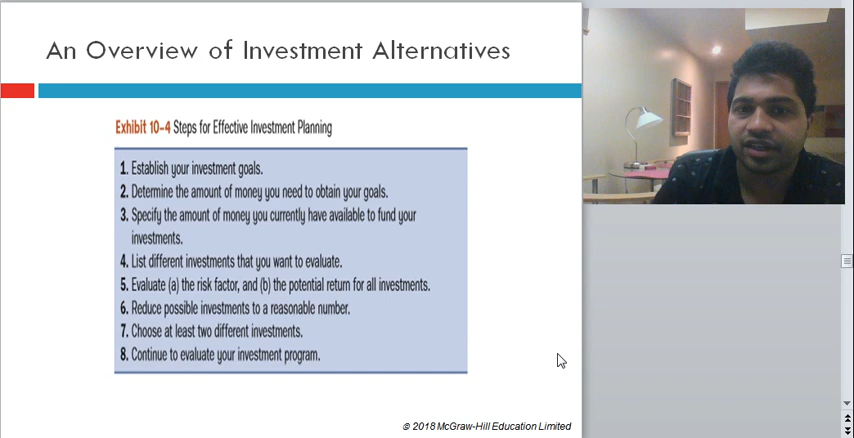 An Overview of Investment Alternatives
Exhibit 10-4 Steps for Effective Investment Planning
1. Establish your investment goals.
2. Determine the amount of money you need to obtain your goals.
3. Specify the amount of money you currently have available to fund your
investments.
4. List different investments that you want to evaluate.
5. Evaluate (a) the risk factor, and (b) the potential return for all investments.
6. Reduce possible investments to a reasonable number.
7. Choose at least two different investments.
8. Continue to evaluate your investment program.
© 2018 McGraw-Hill Education Limited